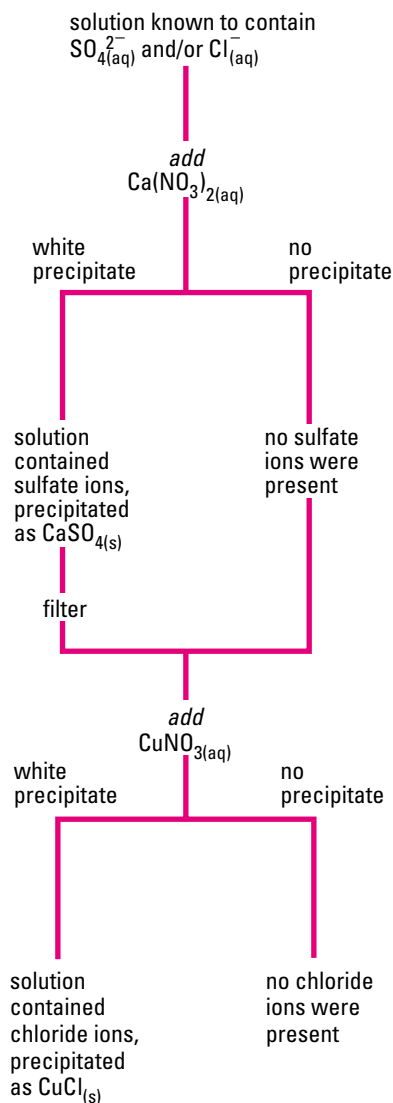 solution known to contain
SO₄²⁻(aq) and/or Cl⁻(aq)
add
Ca(NO₃)₂(aq)
white
precipitate
no
precipitate
solution
contained
sulfate ions,
precipitated
as CaSO₄(s)
no sulfate
ions were
present
filter
add
CuNO₃(aq)
white
precipitate
no
precipitate
solution
contained
chloride ions,
precipitated
as CuCl(s)
no chloride
ions were
present